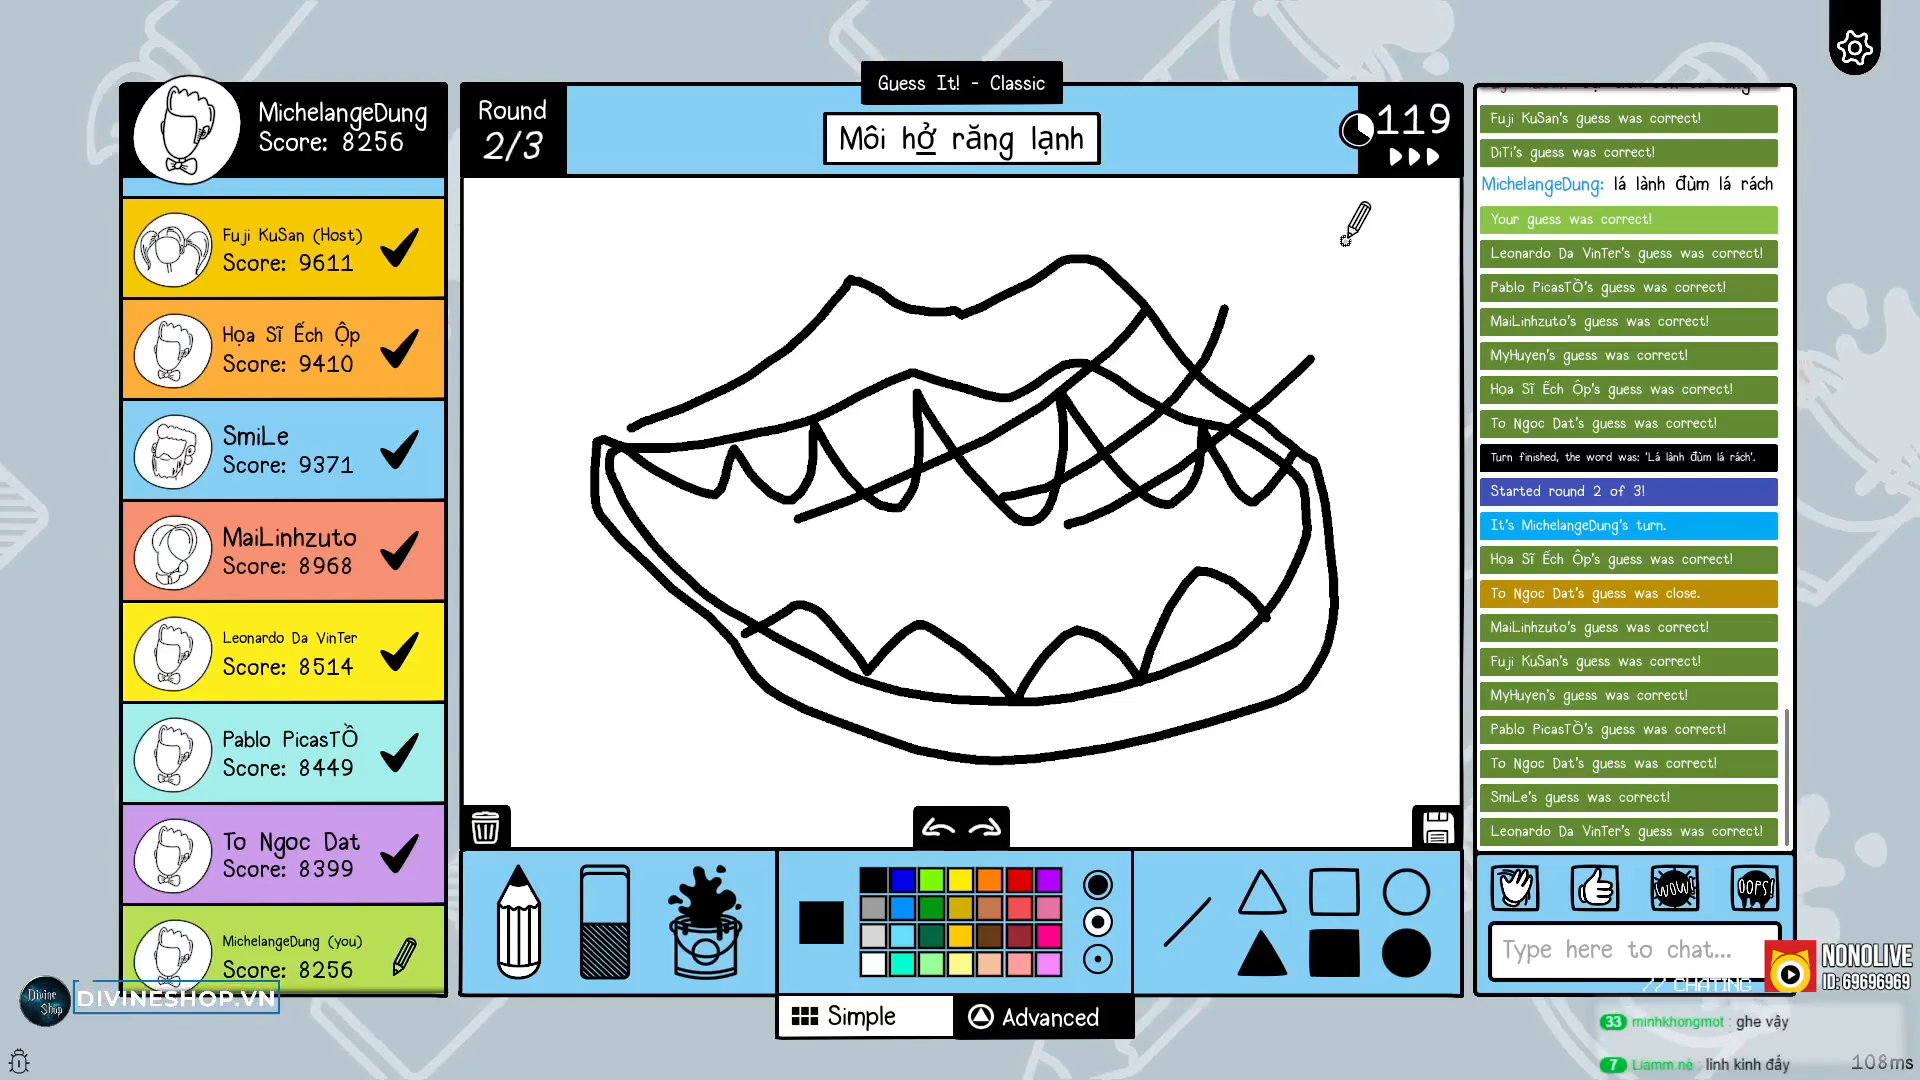 Guess It! - Classic
MichelangeDung
Score: 8256
Round
2/3
Môi hở răng lạnh
119
Fuji KuSan (Host)
Score: 9611
Họa Sĩ Ếch Ộp
Score: 9410
SmiLe
Score: 9371
MaiLinhzuto
Score: 8968
Leonardo Da VinTer
Score: 8514
Pablo PicasTỒ
Score: 8449
To Ngoc Dat
Score: 8399
MichelangeDung (you)
Score: 8256
Divine
Shop
DIVINESHOP.VN
Simple
Advanced
Fuji KuSan's guess was correct!
DiTi's guess was correct!
MichelangeDung: lá lành đùm lá rách
Your guess was correct!
Leonardo Da VinTer's guess was correct!
Pablo PicasTỒ's guess was correct!
MaiLinhzuto's guess was correct!
MyHuyen's guess was correct!
Họa Sĩ Ếch Ộp's guess was correct!
To Ngoc Dat's guess was correct!
Turn finished, the word was: 'Lá lành đùm lá rách'.
Started round 2 of 3!
It's MichelangeDung's turn.
Họa Sĩ Ếch Ộp's guess was correct!
To Ngoc Dat's guess was close.
MaiLinhzuto's guess was correct!
Fuji KuSan's guess was correct!
MyHuyen's guess was correct!
Pablo PicasTỒ's guess was correct!
To Ngoc Dat's guess was correct!
SmiLe's guess was correct!
Leonardo Da VinTer's guess was correct!
WOW!
OOPS!
Type here to chat...
NONOLIVE
ID:69696969
// CHATING
33 minhkhongmot : ghe vậy
7 Liamm.nè : linh kinh đấy
108ms